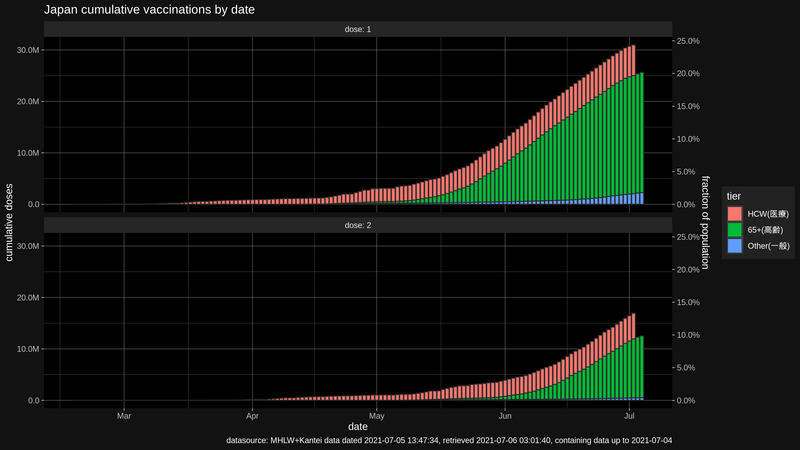 Japan cumulative vaccinations by date
dose: 1
30.0M
20.0M
10.0M
0.0
25.0%
20.0%
15.0%
10.0%
5.0%
0.0%
dose: 2
30.0M
20.0M
10.0M
0.0
25.0%
20.0%
15.0%
10.0%
5.0%
0.0%
cumulative doses
fraction of population
tier
HCW(医療)
65+(高齢)
Other(一般)
Mar
Apr
May
Jun
Jul
date
datasource: MHLW+Kantei data dated 2021-07-05 13:47:34, retrieved 2021-07-06 03:01:40, containing data up to 2021-07-04